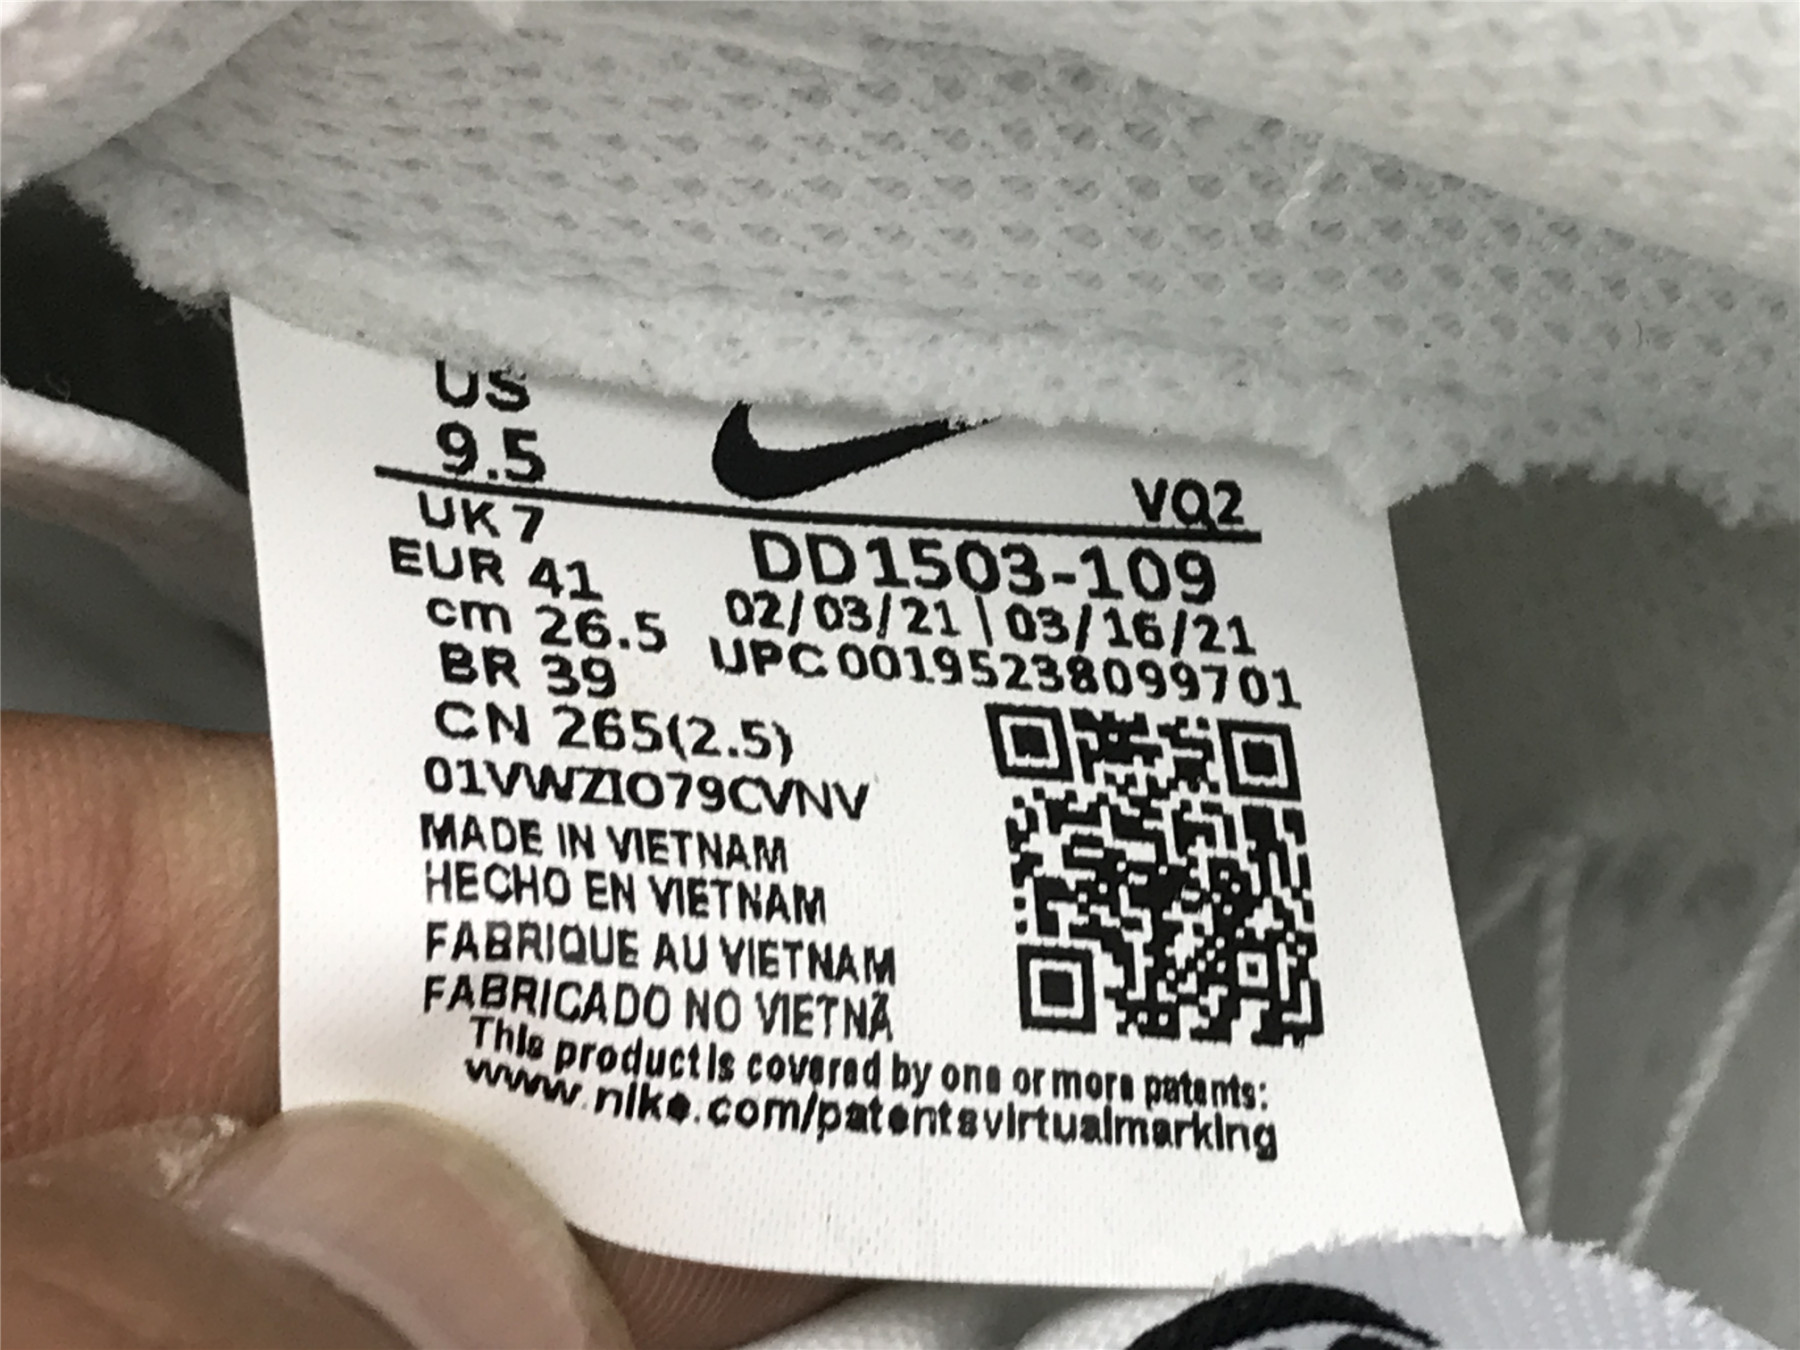 US
9.5
VQ2
UK 7
DD1503-109
EUR 41
02/03/21 | 03/16/21
cm 26.5
UPC 00195238099701
BR 39
CN 265(2.5)
01VWZIO79CVNV
MADE IN VIETNAM
HECHO EN VIETNAM
FABRIQUE AU VIETNAM
FABRICADO NO VIETNÃ
This product is covered by one or more patents:
www.nike.com/patentsvirtualmarking